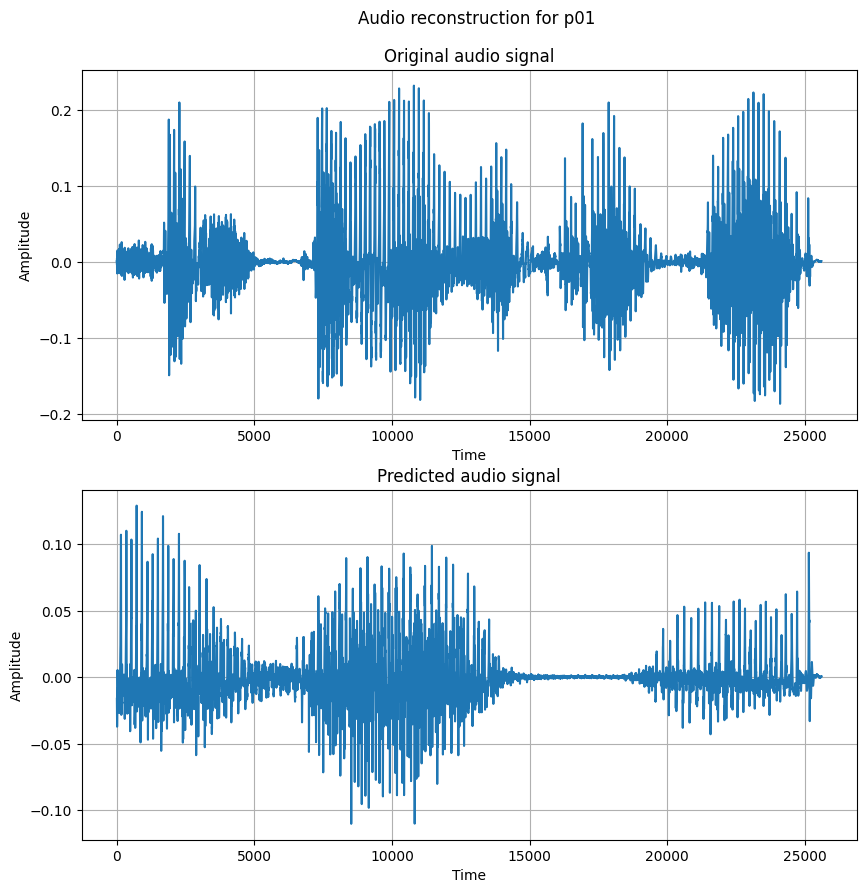 Audio reconstruction for p01
Original audio signal
Amplitude
0.2
0.1
0.0
−0.1
−0.2
0 5000 10000 15000 20000 25000
Time
Predicted audio signal
Amplitude
0.10
0.05
0.00
−0.05
−0.10
0 5000 10000 15000 20000 25000
Time